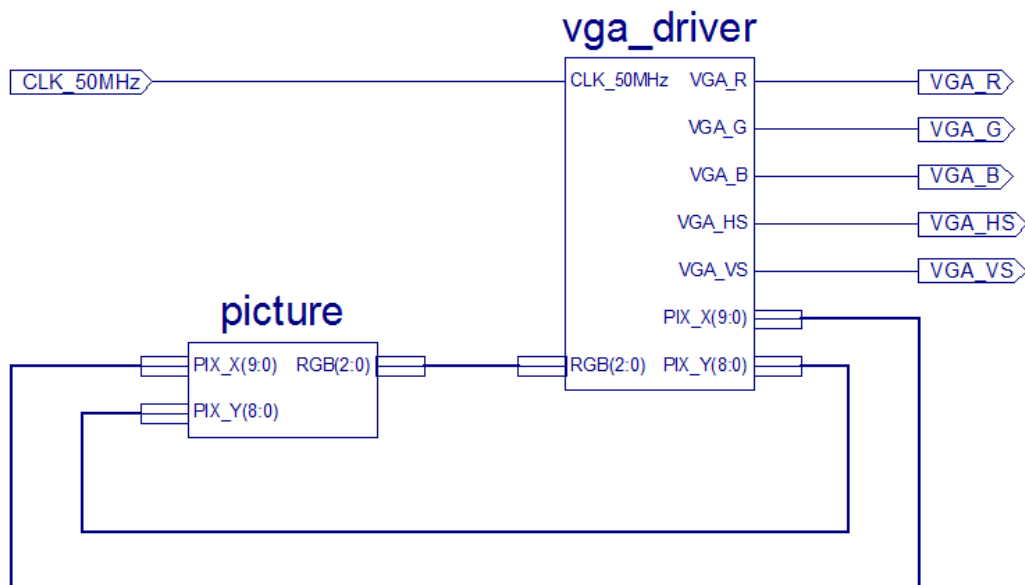 vga_driver
CLK_50MHz
CLK_50MHz VGA_R
VGA_R
VGA_G
VGA_G
VGA_B
VGA_B
VGA_HS
VGA_HS
VGA_VS
VGA_VS
PIX_X(9:0)
RGB(2:0) PIX_Y(8:0)
picture
PIX_X(9:0) RGB(2:0)
PIX_Y(8:0)